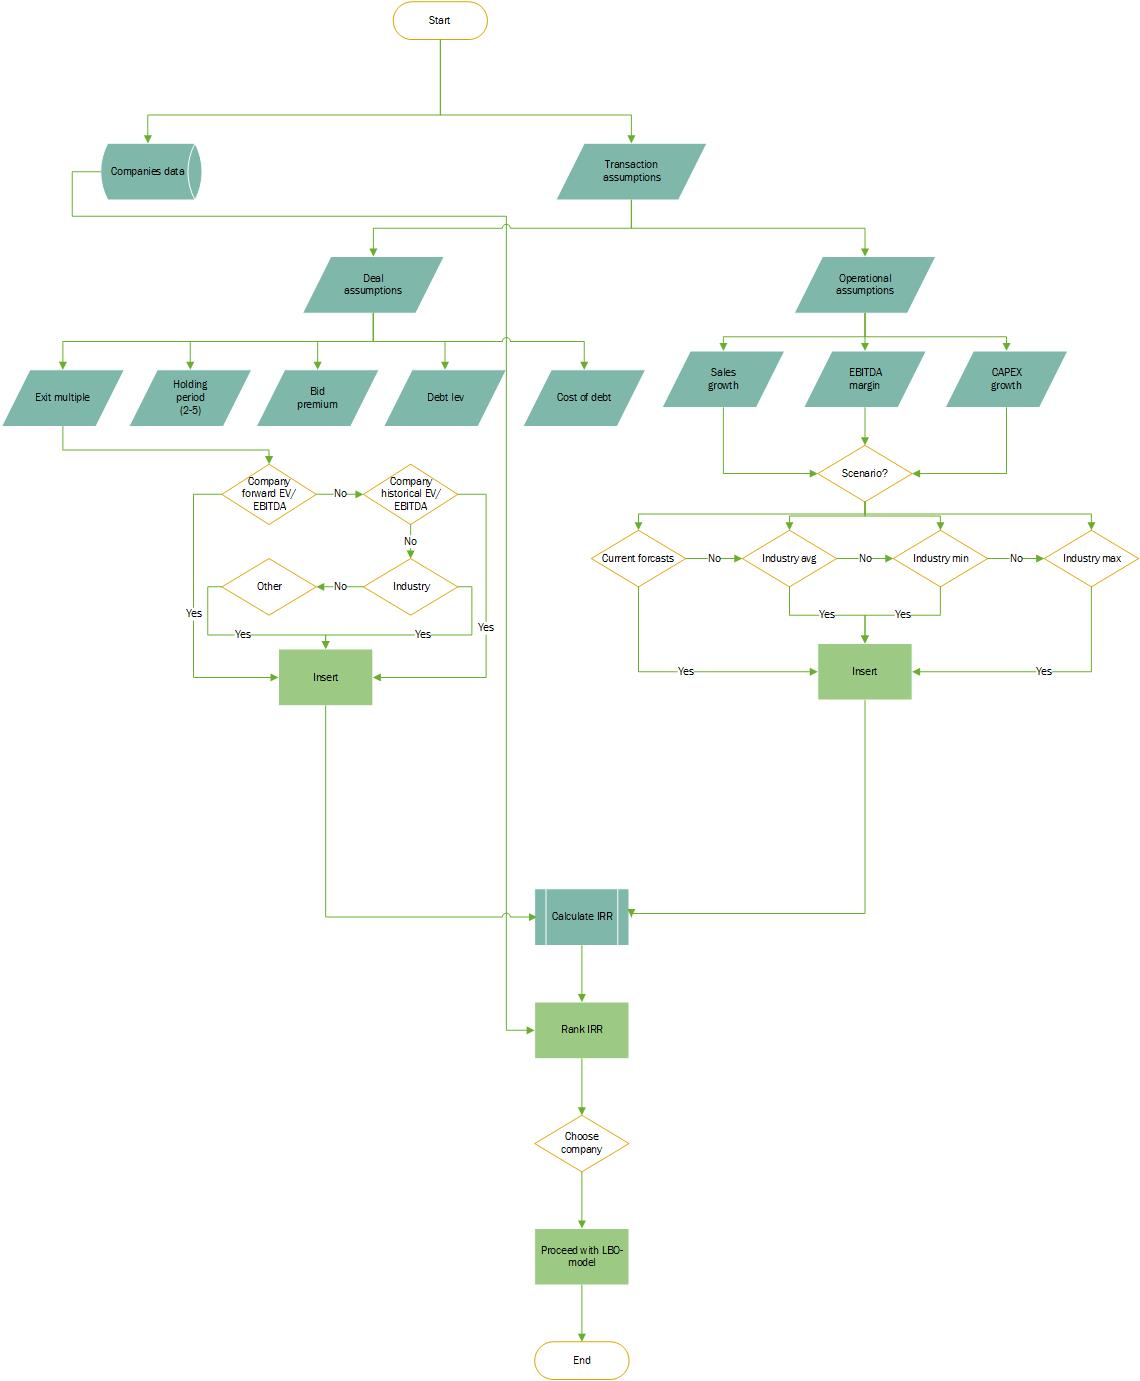 Start
Companies data
Transaction
assumptions
Deal
assumptions
Operational
assumptions
Exit multiple
Holding
period
(2-5)
Bid
premium
Debt lev
Cost of debt
Sales
growth
EBITDA
margin
CAPEX
growth
Company
forward EV/
EBITDA
No
Company
historical EV/
EBITDA
Scenario?
No
Other
No
Industry
Current forcasts
No
Industry avg
No
Industry min
No
Industry max
Yes
Yes
Yes
Yes
Yes
Yes
Insert
Insert
Yes
Yes
Calculate IRR
Rank IRR
Choose
company
Proceed with LBO-
model
End